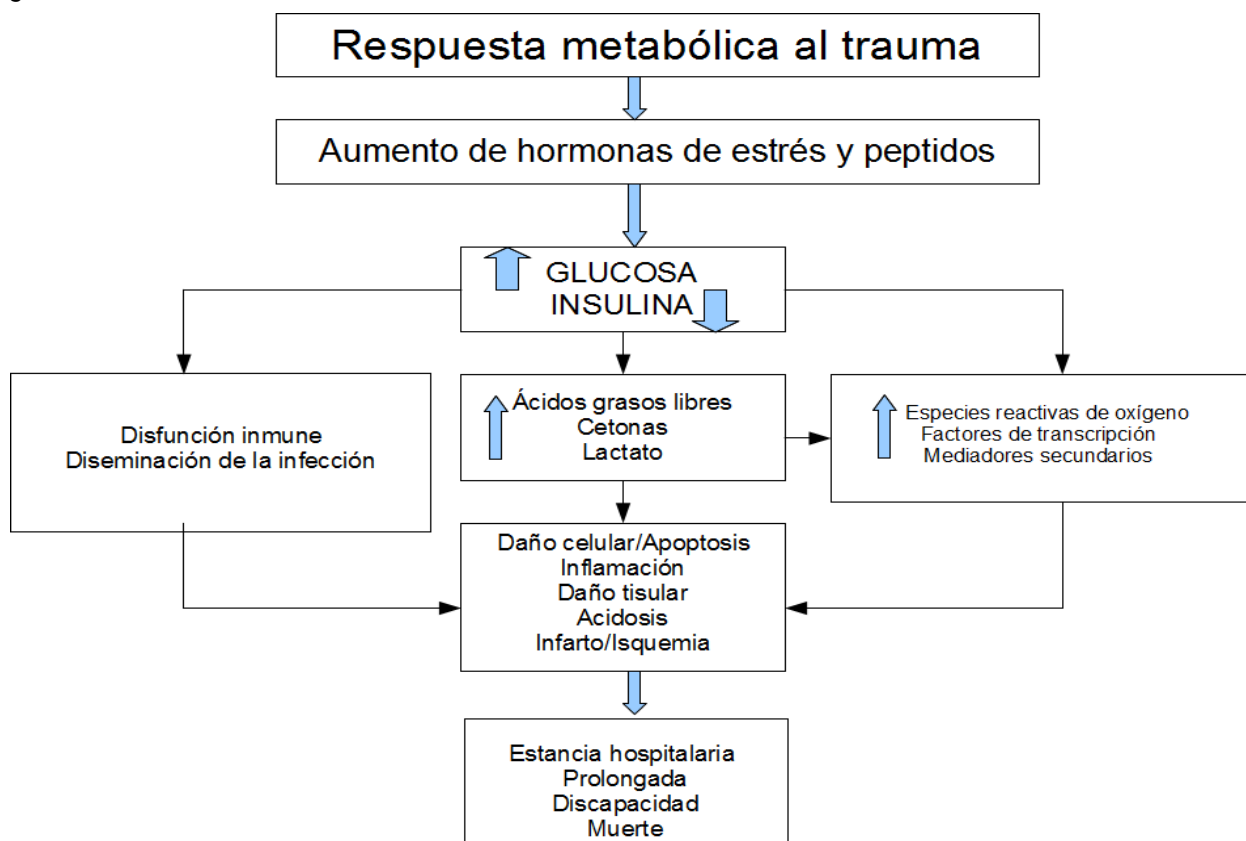 Respuesta metabólica al trauma
Aumento de hormonas de estrés y peptidos
GLUCOSA
INSULINA
Disfunción inmune
Diseminación de la infección
Ácidos grasos libres
Cetonas
Lactato
Especies reactivas de oxígeno
Factores de transcripción
Mediadores secundarios
Daño celular/Apoptosis
Inflamación
Daño tisular
Acidosis
Infarto/Isquemia
Estancia hospitalaria
Prolongada
Discapacidad
Muerte